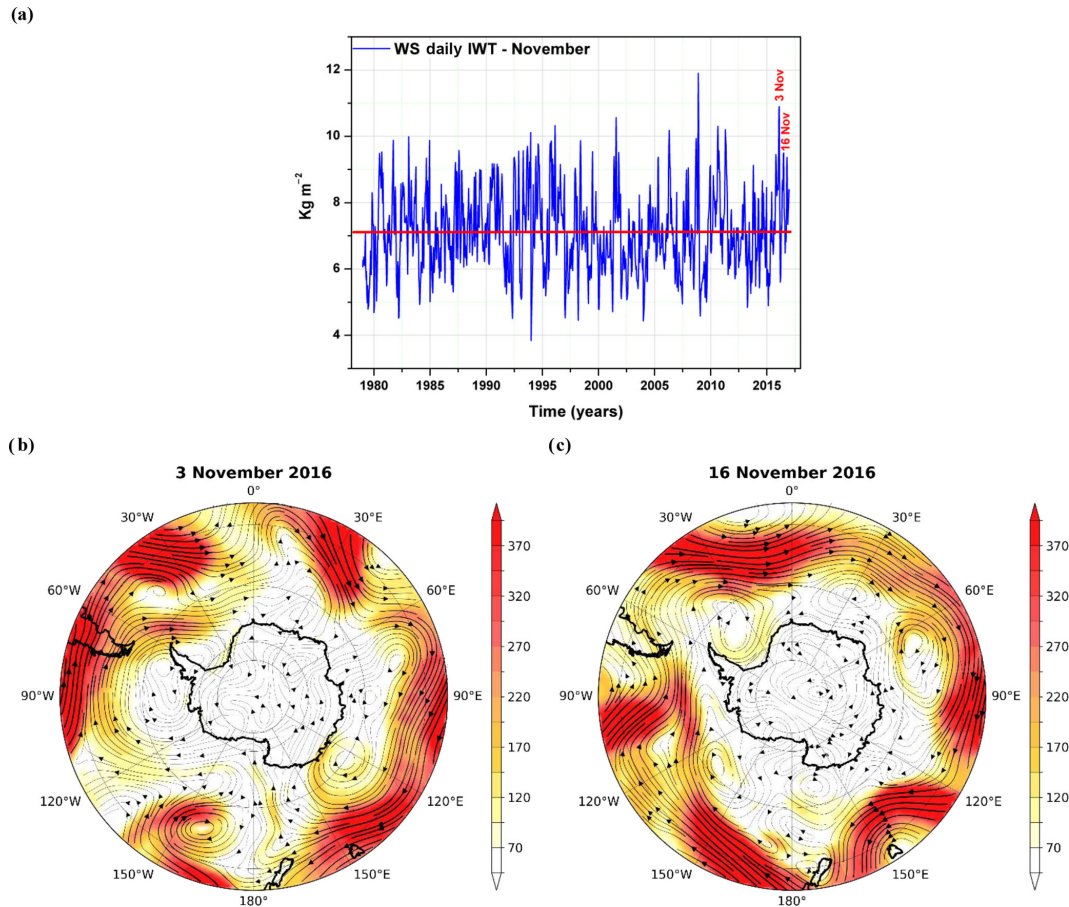 (a)
WS daily IWT - November
12
10
8
6
4
Kg m⁻²
3 Nov
16 Nov
1980 1985 1990 1995 2000 2005 2010 2015
Time (years)
(b)
3 November 2016
0°
30°W 30°E
60°W 60°E
90°W 90°E
120°W 120°E
150°W 150°E
180°
370
320
270
220
170
120
70
(c)
16 November 2016
0°
30°W 30°E
60°W 60°E
90°W 90°E
120°W 120°E
150°W 150°E
180°
370
320
270
220
170
120
70